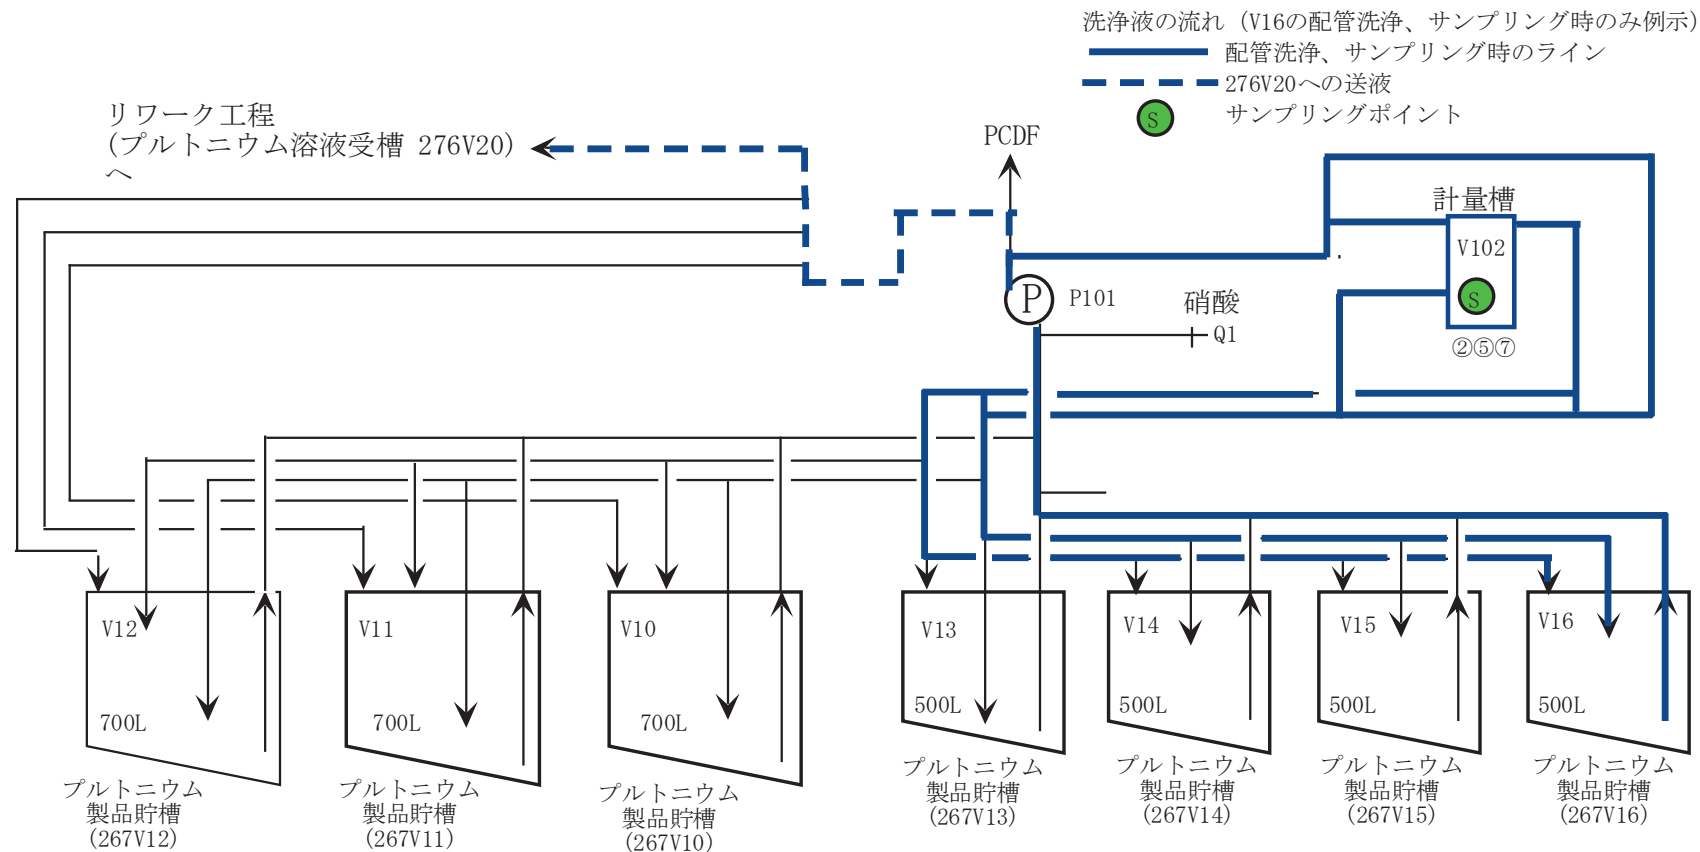 洗浄液の流れ（V16の配管洗浄、サンプリング時のみ例示）
配管洗浄、サンプリング時のライン
276V20への送液
S
サンプリングポイント
リワーク工程
(プルトニウム溶液受槽 276V20)
へ
PCDF
計量槽
V102
S
②⑤⑦
P
P101
硝酸
Q1
V12
700L
プルトニウム
製品貯槽
(267V12)
V11
700L
プルトニウム
製品貯槽
(267V11)
V10
700L
プルトニウム
製品貯槽
(267V10)
V13
500L
プルトニウム
製品貯槽
(267V13)
V14
500L
プルトニウム
製品貯槽
(267V14)
V15
500L
プルトニウム
製品貯槽
(267V15)
V16
500L
プルトニウム
製品貯槽
(267V16)